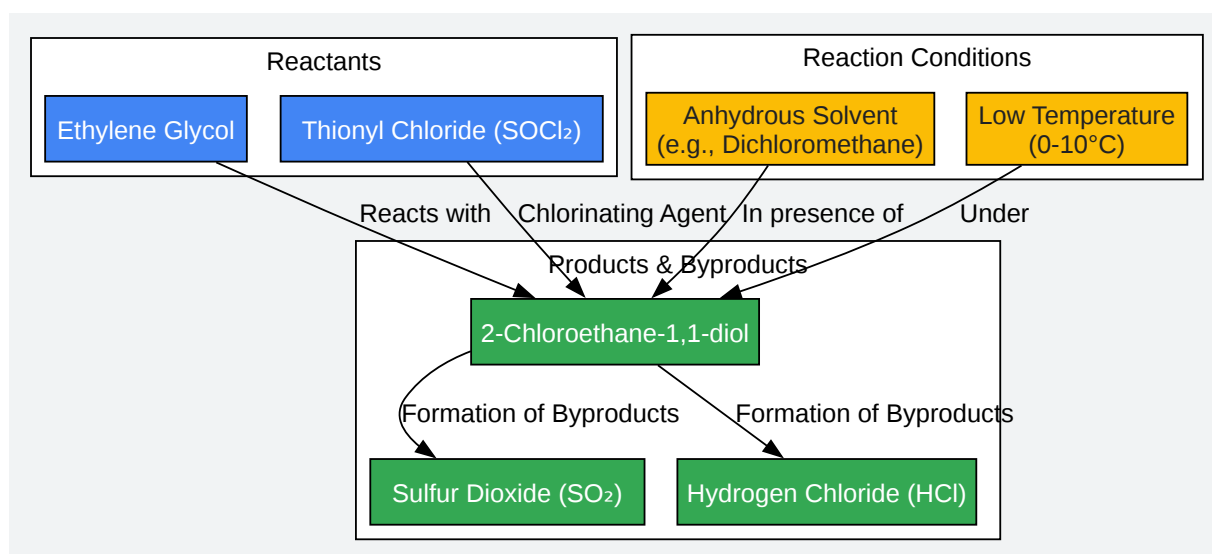 Reactants
Reaction Conditions
Ethylene Glycol
Thionyl Chloride (SOCl₂)
Anhydrous Solvent
(e.g., Dichloromethane)
Low Temperature
(0-10°C)
Reacts with
Chlorinating Agent
In presence of
Under
Products & Byproducts
2-Chloroethane-1,1-diol
Formation of Byproducts
Formation of Byproducts
Sulfur Dioxide (SO₂)
Hydrogen Chloride (HCl)